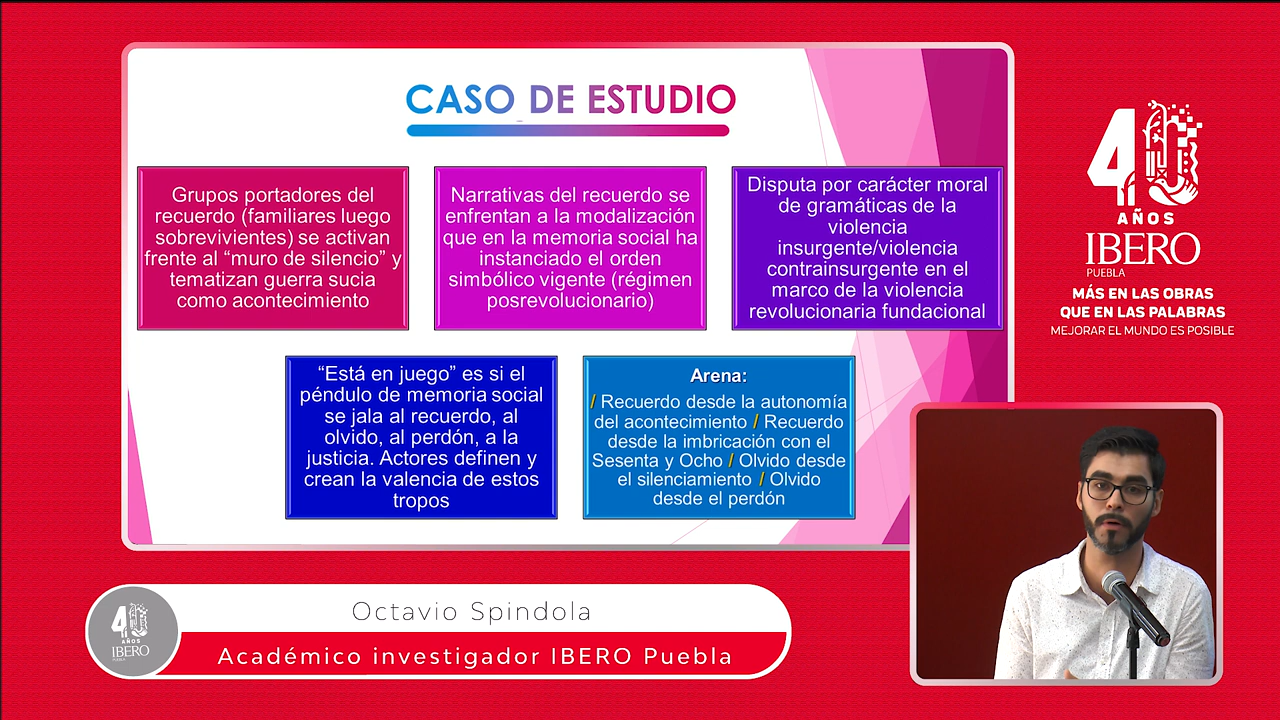 CASO DE ESTUDIO
Grupos portadores del
recuerdo (familiares luego
sobrevivientes) se activan
frente al “muro de silencio” y
tematizan guerra sucia
como acontecimiento
Narrativas del recuerdo se
enfrentan a la modalización
que en la memoria social ha
instanciado el orden
simbólico vigente (régimen
posrevolucionario)
Disputa por carácter moral
de gramáticas de la
violencia
insurgente/violencia
contrainsurgente en el
marco de la violencia
revolucionaria fundacional
“Está en juego” es si el
péndulo de memoria social
se jala al recuerdo, al
olvido, al perdón, a la
justicia. Actores definen y
crean la valencia de estos
tropos
Arena:
/ Recuerdo desde la autonomía
del acontecimiento / Recuerdo
desde la imbricación con el
Sesenta y Ocho / Olvido desde
el silenciamiento / Olvido
desde el perdón
40
AÑOS
IBERO
PUEBLA
MÁS EN LAS OBRAS
QUE EN LAS PALABRAS
MEJORAR EL MUNDO ES POSIBLE
40
AÑOS
IBERO
PUEBLA
Octavio Spindola
Académico investigador IBERO Puebla